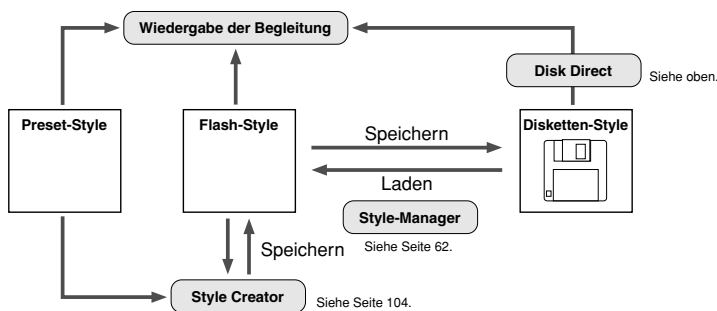 Wiedergabe der Begleitung
Disk Direct
Siehe oben.
Preset-Style
Flash-Style
Disketten-Style
Speichern
Laden
Style-Manager
Siehe Seite 62.
Speichern
Style Creator
Siehe Seite 104.